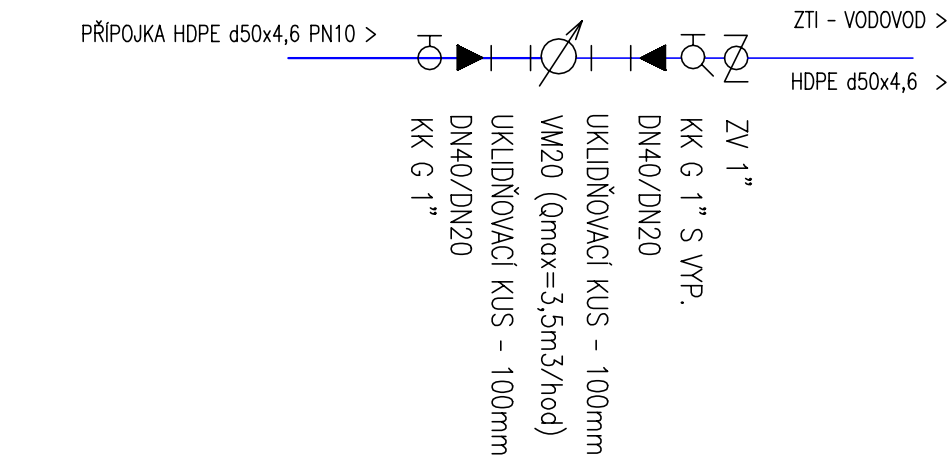 PŘÍPOJKA HDPE d50x4,6 PN10 >
ZTI - VODOVOD >
HDPE d50x4,6 >
KK G 1"
DN40/DN20
UKLIDŇOVACÍ KUS - 100mm
VM20 (Qmax=3,5m3/hod)
UKLIDŇOVACÍ KUS - 100mm
DN40/DN20
KK G 1" S VYP.
ZV 1"